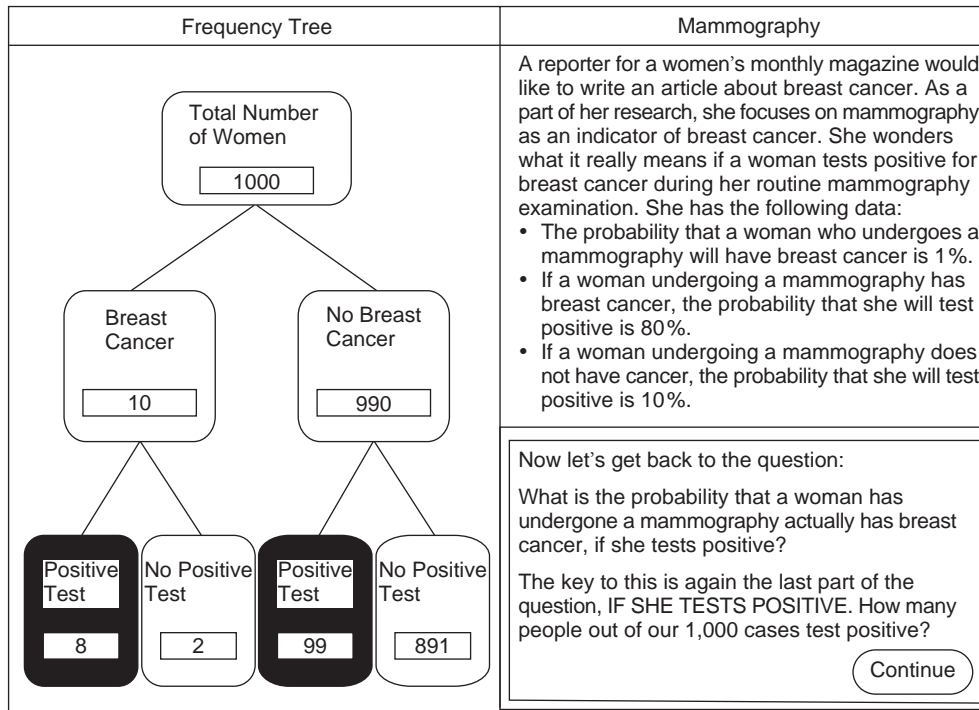 Frequency Tree
Total Number
of Women
1000
Breast
Cancer
10
No Breast
Cancer
990
Positive
Test
8
No Positive
Test
2
Positive
Test
99
No Positive
Test
891
Mammography
A reporter for a women's monthly magazine would
like to write an article about breast cancer. As a
part of her research, she focuses on mammography
as an indicator of breast cancer. She wonders
what it really means if a woman tests positive for
breast cancer during her routine mammography
examination. She has the following data:
• The probability that a woman who undergoes a
mammography will have breast cancer is 1%.
• If a woman undergoing a mammography has
breast cancer, the probability that she will test
positive is 80%.
• If a woman undergoing a mammography does
not have cancer, the probability that she will test
positive is 10%.
Now let's get back to the question:
What is the probability that a woman has
undergone a mammography actually has breast
cancer, if she tests positive?
The key to this is again the last part of the
question, IF SHE TESTS POSITIVE. How many
people out of our 1,000 cases test positive?
Continue